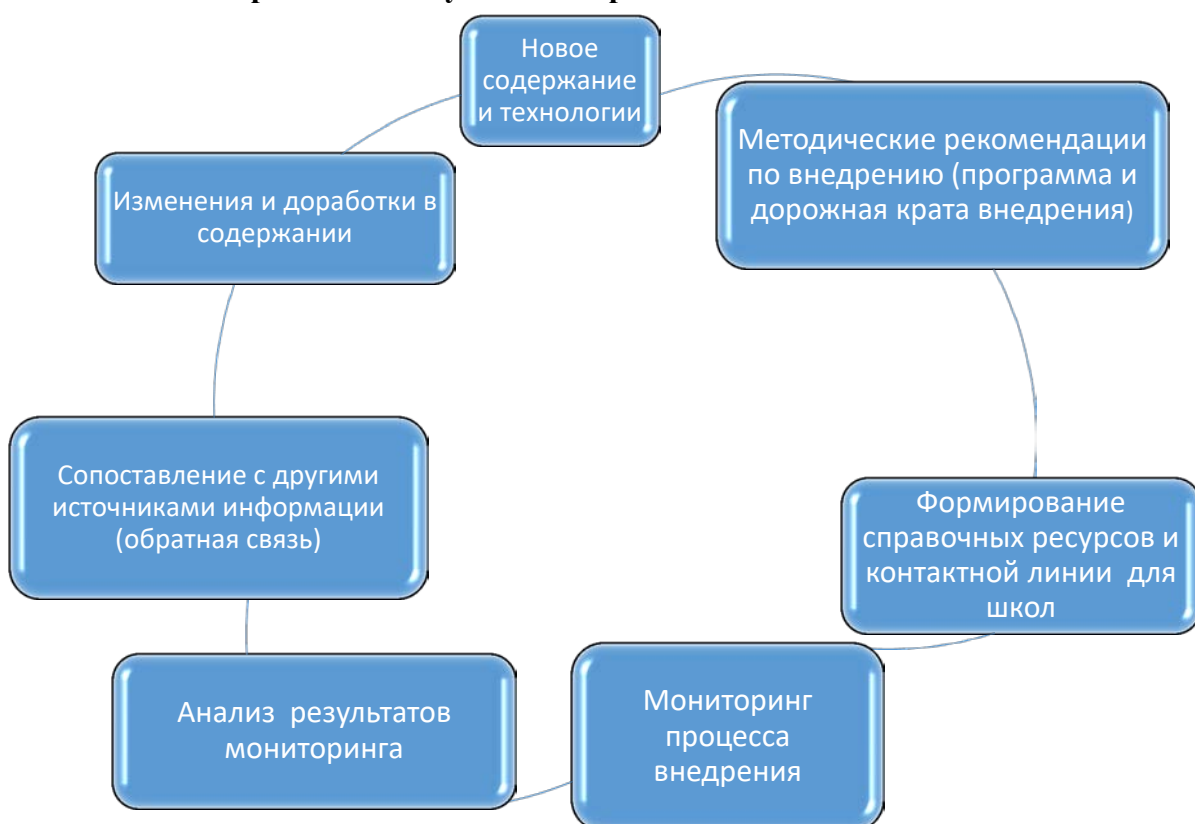 Новое
содержание
и технологии
Методические рекомендации
по внедрению (программа и
дорожная крата внедрения)
Формирование
справочных ресурсов и
контактной линии для
школ
Мониторинг
процесса
внедрения
Анализ результатов
мониторинга
Сопоставление с другими
источниками информации
(обратная связь)
Изменения и доработки в
содержании